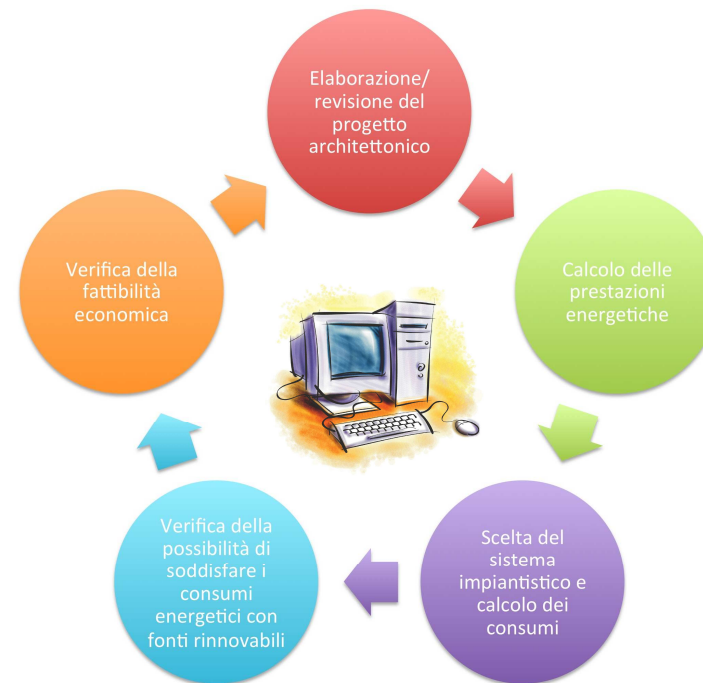 Elaborazione/
revisione del
progetto
architettonico
Calcolo delle
prestazioni
energetiche
Scelta del
sistema
impiantistico e
calcolo dei
consumi
Verifica della
possibilità di
soddisfare i
consumi
energetici con
fonti rinnovabili
Verifica della
fattibilità
economica